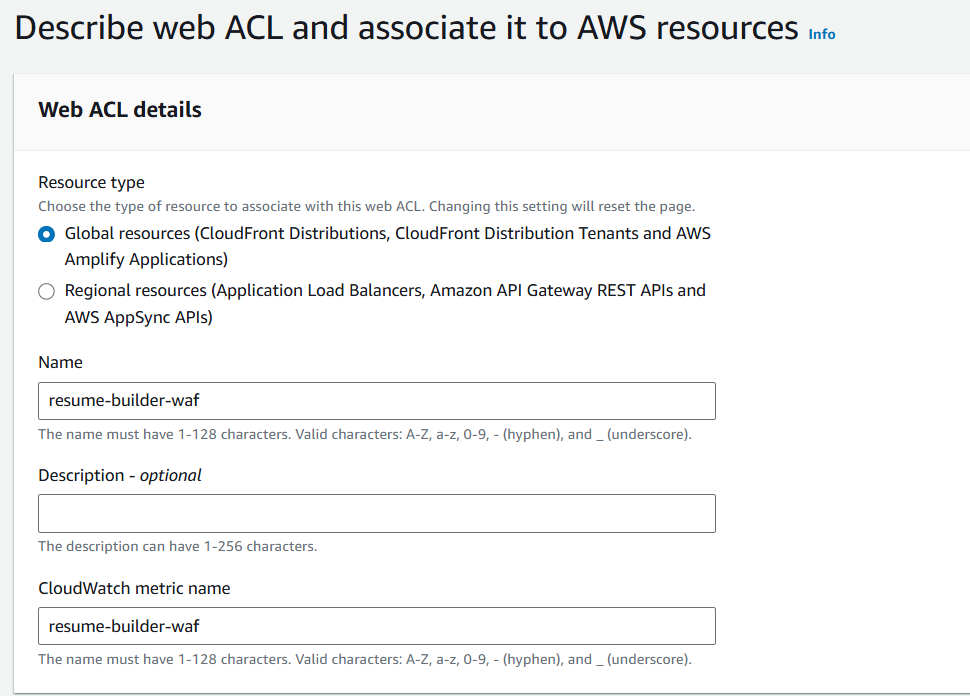 Describe web ACL and associate it to AWS resources Info
Web ACL details
Resource type
Choose the type of resource to associate with this web ACL. Changing this setting will reset the page.
Global resources (CloudFront Distributions, CloudFront Distribution Tenants and AWS
Amplify Applications)
Regional resources (Application Load Balancers, Amazon API Gateway REST APIs and
AWS AppSync APIs)
Name
resume-builder-waf
The name must have 1-128 characters. Valid characters: A-Z, a-z, 0-9, - (hyphen), and _ (underscore).
Description - optional
The description can have 1-256 characters.
CloudWatch metric name
resume-builder-waf
The name must have 1-128 characters. Valid characters: A-Z, a-z, 0-9, - (hyphen), and _ (underscore).